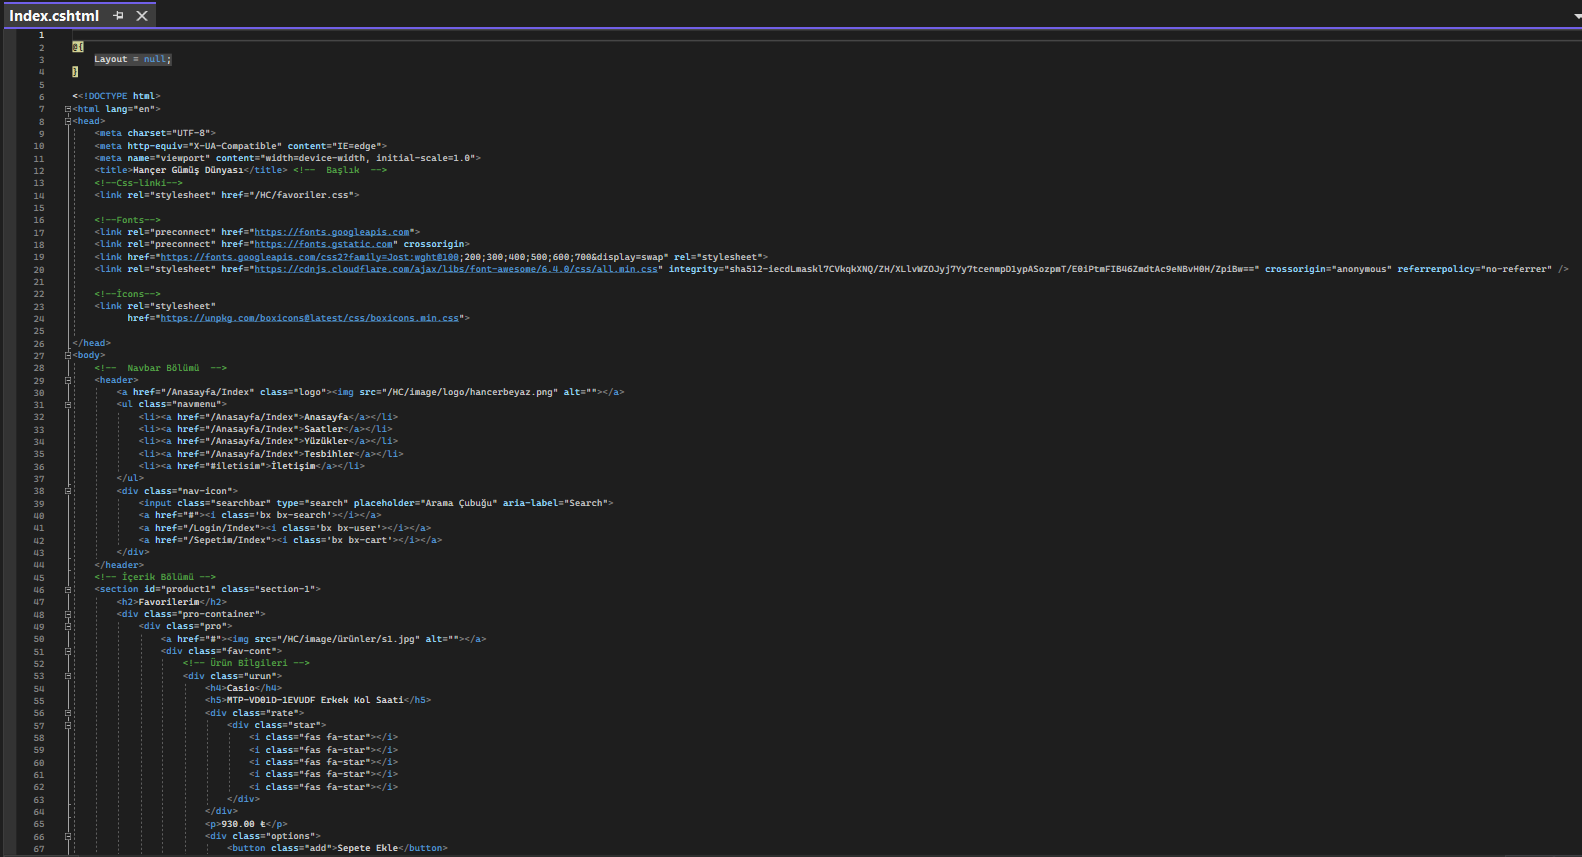 Index.cshtml
1
2 @{
3 Layout = null;
4 }
5
6 <<!DOCTYPE html>
7 <html lang="en">
8 <head>
9 <meta charset="UTF-8">
10 <meta http-equiv="X-UA-Compatible" content="IE=edge">
11 <meta name="viewport" content="width=device-width, initial-scale=1.0">
12 <title>Hançer Gümüş Dünyası</title> <!-- Başlık -->
13 <!--Css-linki-->
14 <link rel="stylesheet" href="/HC/favoriler.css">
15
16 <!--Fonts-->
17 <link rel="preconnect" href="https://fonts.googleapis.com">
18 <link rel="preconnect" href="https://fonts.gstatic.com" crossorigin>
19 <link href="https://fonts.googleapis.com/css2?family=Jost:wght@100;200;300;400;500;600;700&display=swap" rel="stylesheet">
20 <link rel="stylesheet" href="https://cdnjs.cloudflare.com/ajax/libs/font-awesome/6.4.0/css/all.min.css" integrity="sha512-iecdLmaskl7CVkqkXNQ/ZH/XLlvWZOJyj7Yy7tcenmpD1ypASozpmT/E0iPtmFIB46ZmdtAc9eNBvH0H/ZpiBw==" crossorigin="anonymous" referrerpolicy="no-referrer" />
21
22 <!--İcons-->
23 <link rel="stylesheet"
24 href="https://unpkg.com/boxicons@latest/css/boxicons.min.css">
25
26 </head>
27 <body>
28 <!-- Navbar Bölümü -->
29 <header>
30 <a href="/Anasayfa/Index" class="logo"><img src="/HC/image/logo/hancerbeyaz.png" alt=""></a>
31 <ul class="navmenu">
32 <li><a href="/Anasayfa/Index">Anasayfa</a></li>
33 <li><a href="/Anasayfa/Index">Saatler</a></li>
34 <li><a href="/Anasayfa/Index">Yüzükler</a></li>
35 <li><a href="/Anasayfa/Index">Tesbihler</a></li>
36 <li><a href="#iletisim">İletişim</a></li>
37 </ul>
38 <div class="nav-icon">
39 <input class="searchbar" type="search" placeholder="Arama Çubuğu" aria-label="Search">
40 <a href="#"><i class='bx bx-search'></i></a>
41 <a href="/Login/Index"><i class='bx bx-user'></i></a>
42 <a href="/Sepetim/Index"><i class='bx bx-cart'></i></a>
43 </div>
44 </header>
45 <!-- İçerik Bölümü -->
46 <section id="product1" class="section-1">
47 <h2>Favorilerim</h2>
48 <div class="pro-container">
49 <div class="pro">
50 <a href="#"><img src="/HC/image/ürünler/s1.jpg" alt=""></a>
51 <div class="fav-cont">
52 <!-- Ürün Bİlgileri -->
53 <div class="urun">
54 <h4>Casio</h4>
55 <h5>MTP-VD01D-1EVUDF Erkek Kol Saati</h5>
56 <div class="rate">
57 <div class="star">
58 <i class="fas fa-star"></i>
59 <i class="fas fa-star"></i>
60 <i class="fas fa-star"></i>
61 <i class="fas fa-star"></i>
62 <i class="fas fa-star"></i>
63 </div>
64 </div>
65 <p>930.00 ₺</p>
66 <div class="options">
67 <button class="add">Sepete Ekle</button>